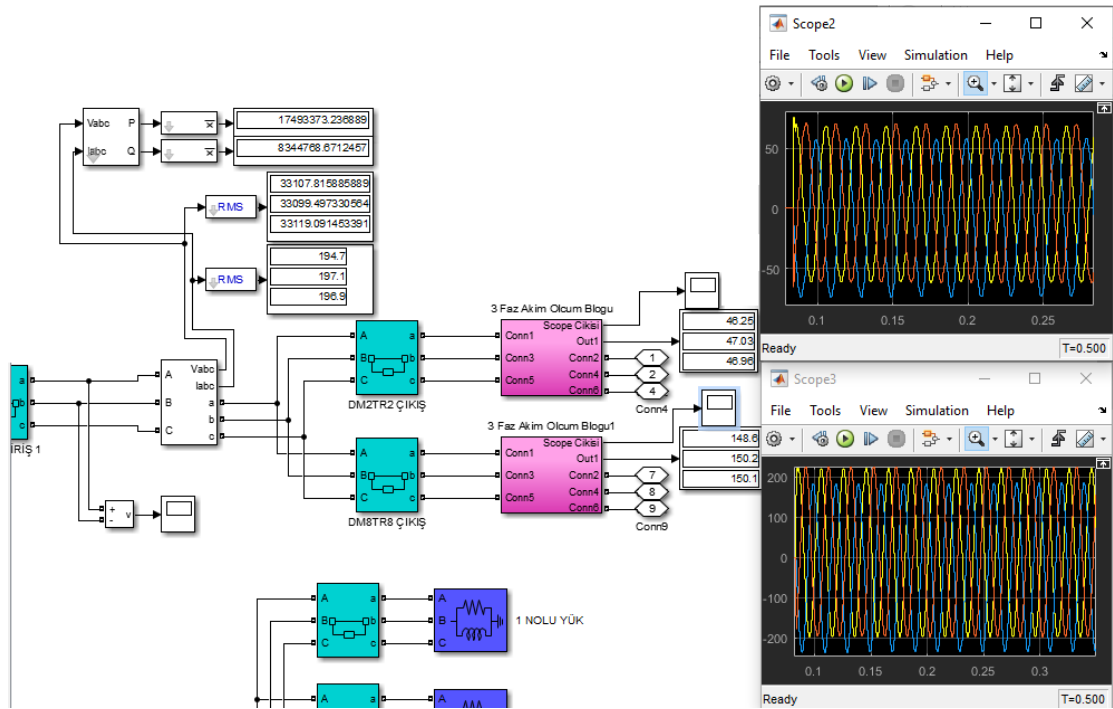 Vabc P
Iabc Q
17493373.236889
8344768.6712457
RMS
33107.815885889
33099.497330564
33119.091453391
RMS
194.7
197.1
196.9
a
b
c
İRİŞ 1
A Vabc
Iabc
B a
b
C c
+
-
v
A a
B b
C c
DM2TR2 ÇIKIŞ
3 Faz Akim Olcum Blogu
Scope Cikisi
Conn1 Out1
Conn3 Conn2
Conn4
Conn5 Conn6
46.25
47.03
46.96
1
2
4
Conn4
A a
B b
C c
DM8TR8 ÇIKIŞ
3 Faz Akim Olcum Blogu1
Scope Cikisi
Conn1 Out1
Conn3 Conn2
Conn4
Conn5 Conn6
148.6
150.2
150.1
7
8
9
Conn9
A a
B b
C c
A
B
C
1 NOLU YÜK
A a
A
Scope2
File Tools View Simulation Help
50
0
-50
0.1 0.15 0.2 0.25
Ready T=0.500
Scope3
File Tools View Simulation Help
200
100
0
-100
-200
0.1 0.15 0.2 0.25 0.3
Ready T=0.500